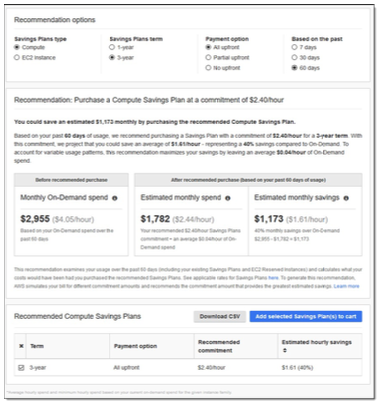 Recommendation options
Savings Plans type
Savings Plans term
Payment option
Based on the past
Compute
1-year
All upfront
7 days
EC2 Instance
3-year
Partial upfront
30 days
No upfront
60 days
Recommendation: Purchase a Compute Savings Plan at a commitment of $2.40/hour
You could save an estimated $1,173 monthly by purchasing the recommended Compute Savings Plan.
Based on your past 60 days of usage, we recommend purchasing a Savings Plan with a commitment of $2.40/hour for a 3-year term. With
this commitment, we project that you could save an average of $1.61/hour - representing a 40% savings compared to On-Demand. To
account for variable usage patterns, this recommendation maximizes your savings by leaving an average $0.04/hour of On-Demand
spend.
Before recommended purchase
After recommended purchase (based on your past 60 days of usage)
Monthly On-Demand spend
Estimated monthly spend
Estimated monthly savings
$2,955 ($4.05/hour)
$1,782 ($2.44/hour)
$1,173 ($1.61/hour)
Based on your On-Demand spend over the
past 60 days
Your recommended $2.40/hour Savings Plans
commitment + an average $0.04/hour of On-
Demand spend
40% monthly savings over On-Demand
$2,955 - $1,782 = $1,173
This recommendation examines your usage over the past 60 days (including your existing Savings Plans and EC2 Reserved Instances) and calculates what
your costs would have been had you purchased the recommended Savings Plans. See applicable rates for Savings Plans here. To generate this recommendation,
AWS simulates your bill for different commitment amounts and recommends the commitment amount that provides the greatest estimated savings. Learn more
Recommended Compute Savings Plans
Download CSV
Add selected Savings Plan(s) to cart
Term
Payment option
Recommended
commitment
Estimated hourly savings
3-year
All upfront
$2.40/hour
$1.61 (40%)